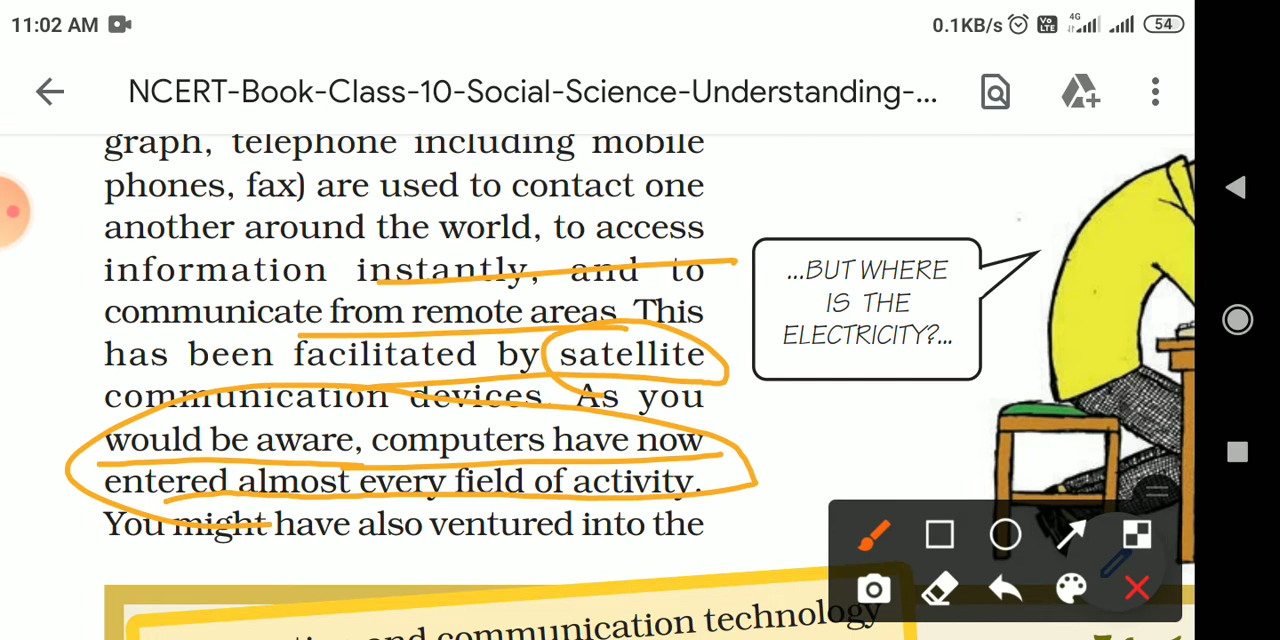 11:02 AM
0.1KB/s Vo LTE 4G 54
NCERT-Book-Class-10-Social-Science-Understanding-...
graph, telephone including mobile
phones, fax) are used to contact one
another around the world, to access
information instantly, and to
communicate from remote areas. This
has been facilitated by satellite
communication devices. As you
would be aware, computers have now
entered almost every field of activity.
You might have also ventured into the
...BUT WHERE
IS THE
ELECTRICITY?...
and communication technology